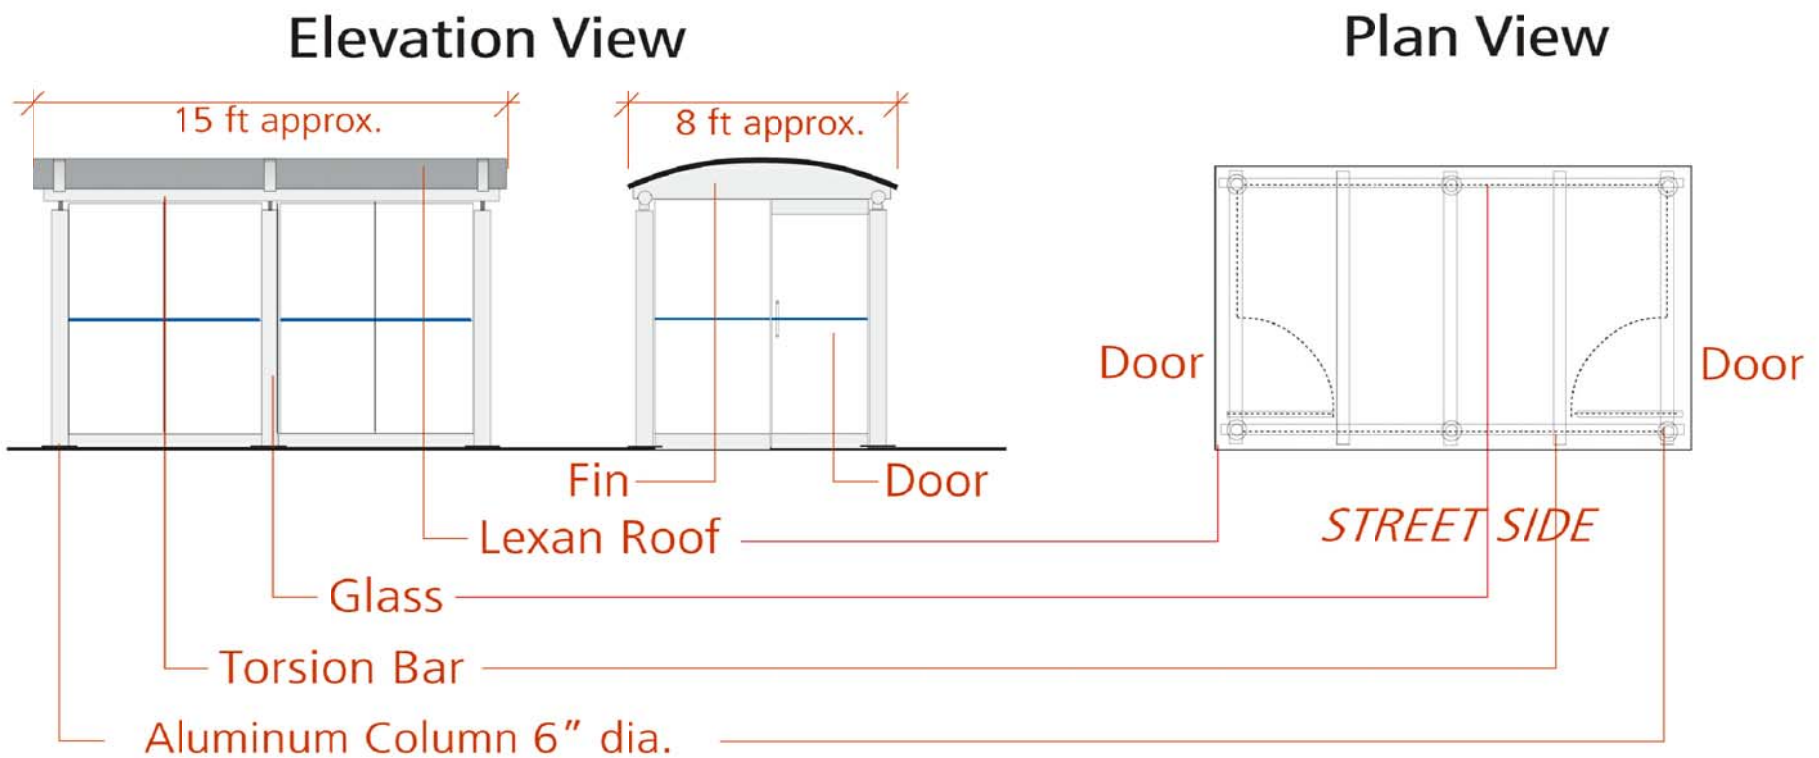 Elevation View
Plan View
15 ft approx.
8 ft approx.
Door
Door
Fin
Door
STREET SIDE
Lexan Roof
Glass
Torsion Bar
Aluminum Column 6" dia.